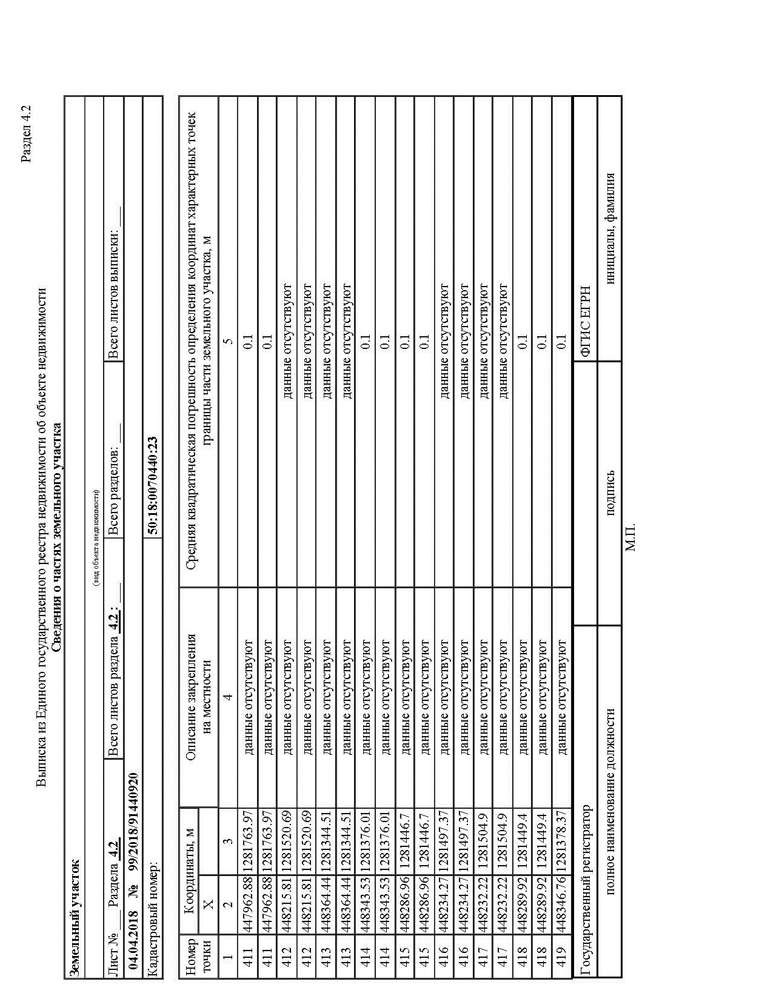 Раздел 4.2
Выписка из Единого государственного реестра недвижимости об объекте недвижимости
Сведения о частях земельного участка
Земельный участок
(вид объекта недвижимости)
Лист № ___ Раздела 4.2 Всего листов раздела 4.2 : ___ Всего разделов: ___ Всего листов выписки: ___
04.04.2018 № 99/2018/91440920
Кадастровый номер: 50:18:0070440:23
Номер точки Координаты, м Описание закрепления на местности Средняя квадратическая погрешность определения координат характерных точек границы части земельного участка, м
X
1 2 3 4 5
411 447962.88 1281763.97 данные отсутствуют 0.1
411 447962.88 1281763.97 данные отсутствуют 0.1
412 448215.81 1281520.69 данные отсутствуют данные отсутствуют
412 448215.81 1281520.69 данные отсутствуют данные отсутствуют
413 448364.44 1281344.51 данные отсутствуют данные отсутствуют
413 448364.44 1281344.51 данные отсутствуют данные отсутствуют
414 448343.53 1281376.01 данные отсутствуют 0.1
414 448343.53 1281376.01 данные отсутствуют 0.1
415 448286.96 1281446.7 данные отсутствуют 0.1
415 448286.96 1281446.7 данные отсутствуют 0.1
416 448234.27 1281497.37 данные отсутствуют данные отсутствуют
416 448234.27 1281497.37 данные отсутствуют данные отсутствуют
417 448232.22 1281504.9 данные отсутствуют данные отсутствуют
417 448232.22 1281504.9 данные отсутствуют данные отсутствуют
418 448289.92 1281449.4 данные отсутствуют 0.1
418 448289.92 1281449.4 данные отсутствуют 0.1
419 448346.76 1281378.37 данные отсутствуют 0.1
Государственный регистратор ФГИС ЕГРН
полное наименование должности подпись инициалы, фамилия
М.П.